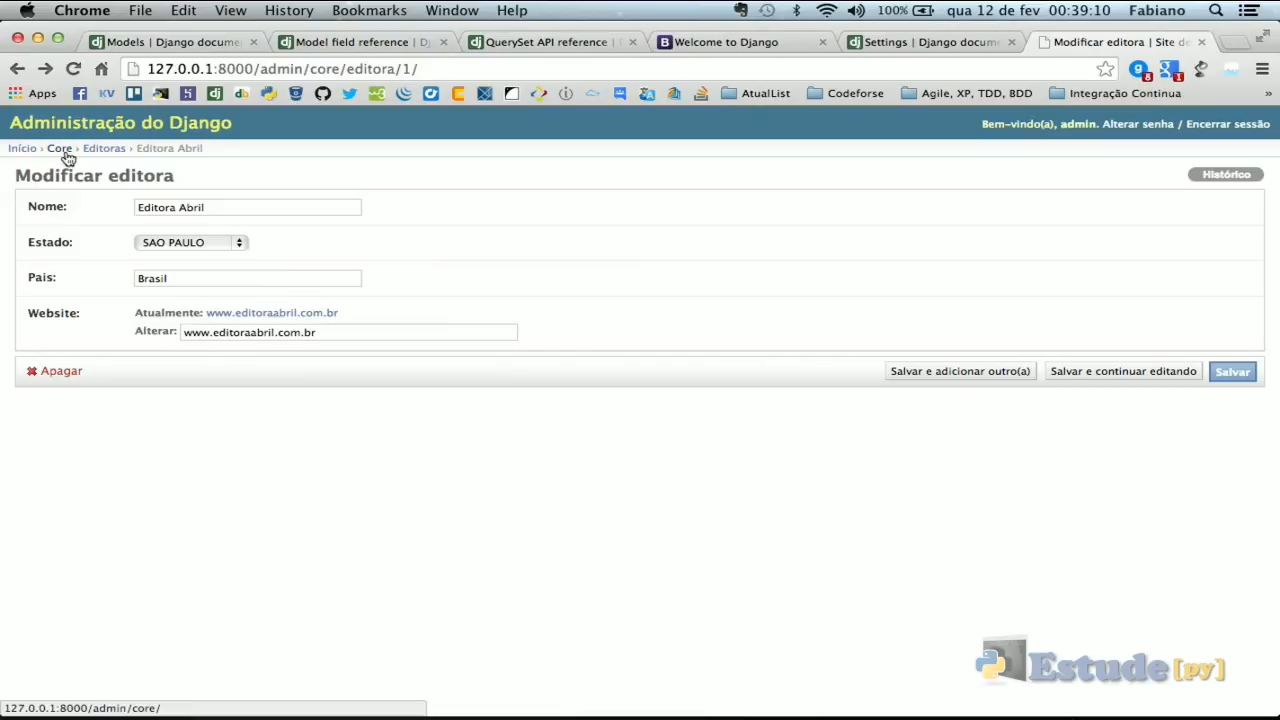 Chrome File Edit View History Bookmarks Window Help 100% qua 12 de fev 00:39:10 Fabiano
Models | Django docume Model field reference | D QuerySet API reference | Welcome to Django Settings | Django docum Modificar editora | Site de
127.0.0.1:8000/admin/core/editora/1/
Apps AtualList Codeforse Agile, XP, TDD, BDD Integração Continua »
Administração do Django
Bem-vindo(a), admin. Alterar senha / Encerrar sessão
Início › Core › Editoras › Editora Abril
Modificar editora
Histórico
Nome: Editora Abril
Estado: SAO PAULO
Pais: Brasil
Website: Atualmente: www.editoraabril.com.br
Alterar: www.editoraabril.com.br
Apagar Salvar e adicionar outro(a) Salvar e continuar editando Salvar
Estude[py]
127.0.0.1:8000/admin/core/